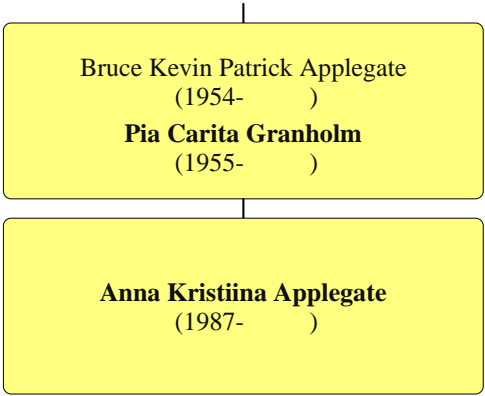 Bruce Kevin Patrick Applegate
(1954-         )
Pia Carita Granholm
(1955-         )
Anna Kristiina Applegate
(1987-         )